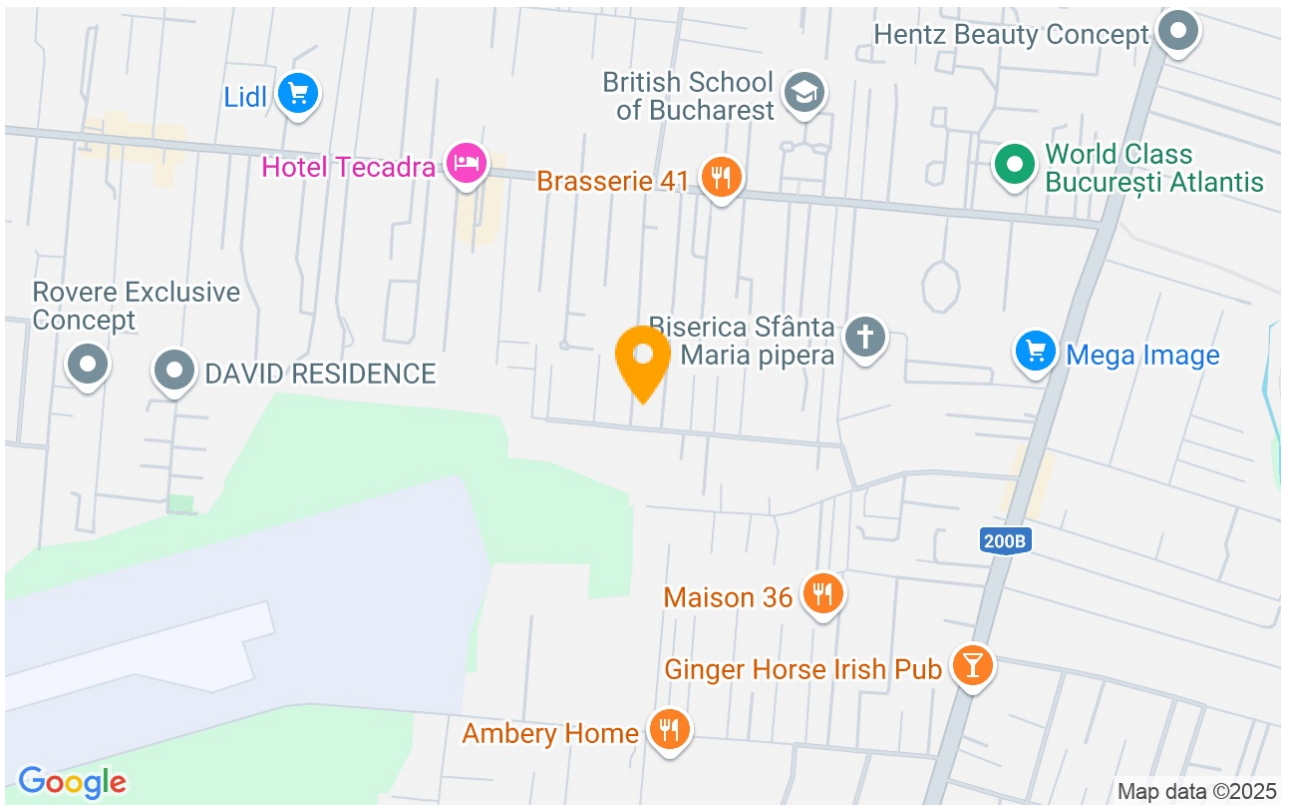 Hentz Beauty Concept
British School
of Bucharest
Lidl
Hotel Tecadra
Brasserie 41
World Class
București Atlantis
Rovere Exclusive
Concept
Biserica Sfânta
Maria pipera
Mega Image
DAVID RESIDENCE
200B
Maison 36
Ginger Horse Irish Pub
Ambery Home
Google
Map data ©2025